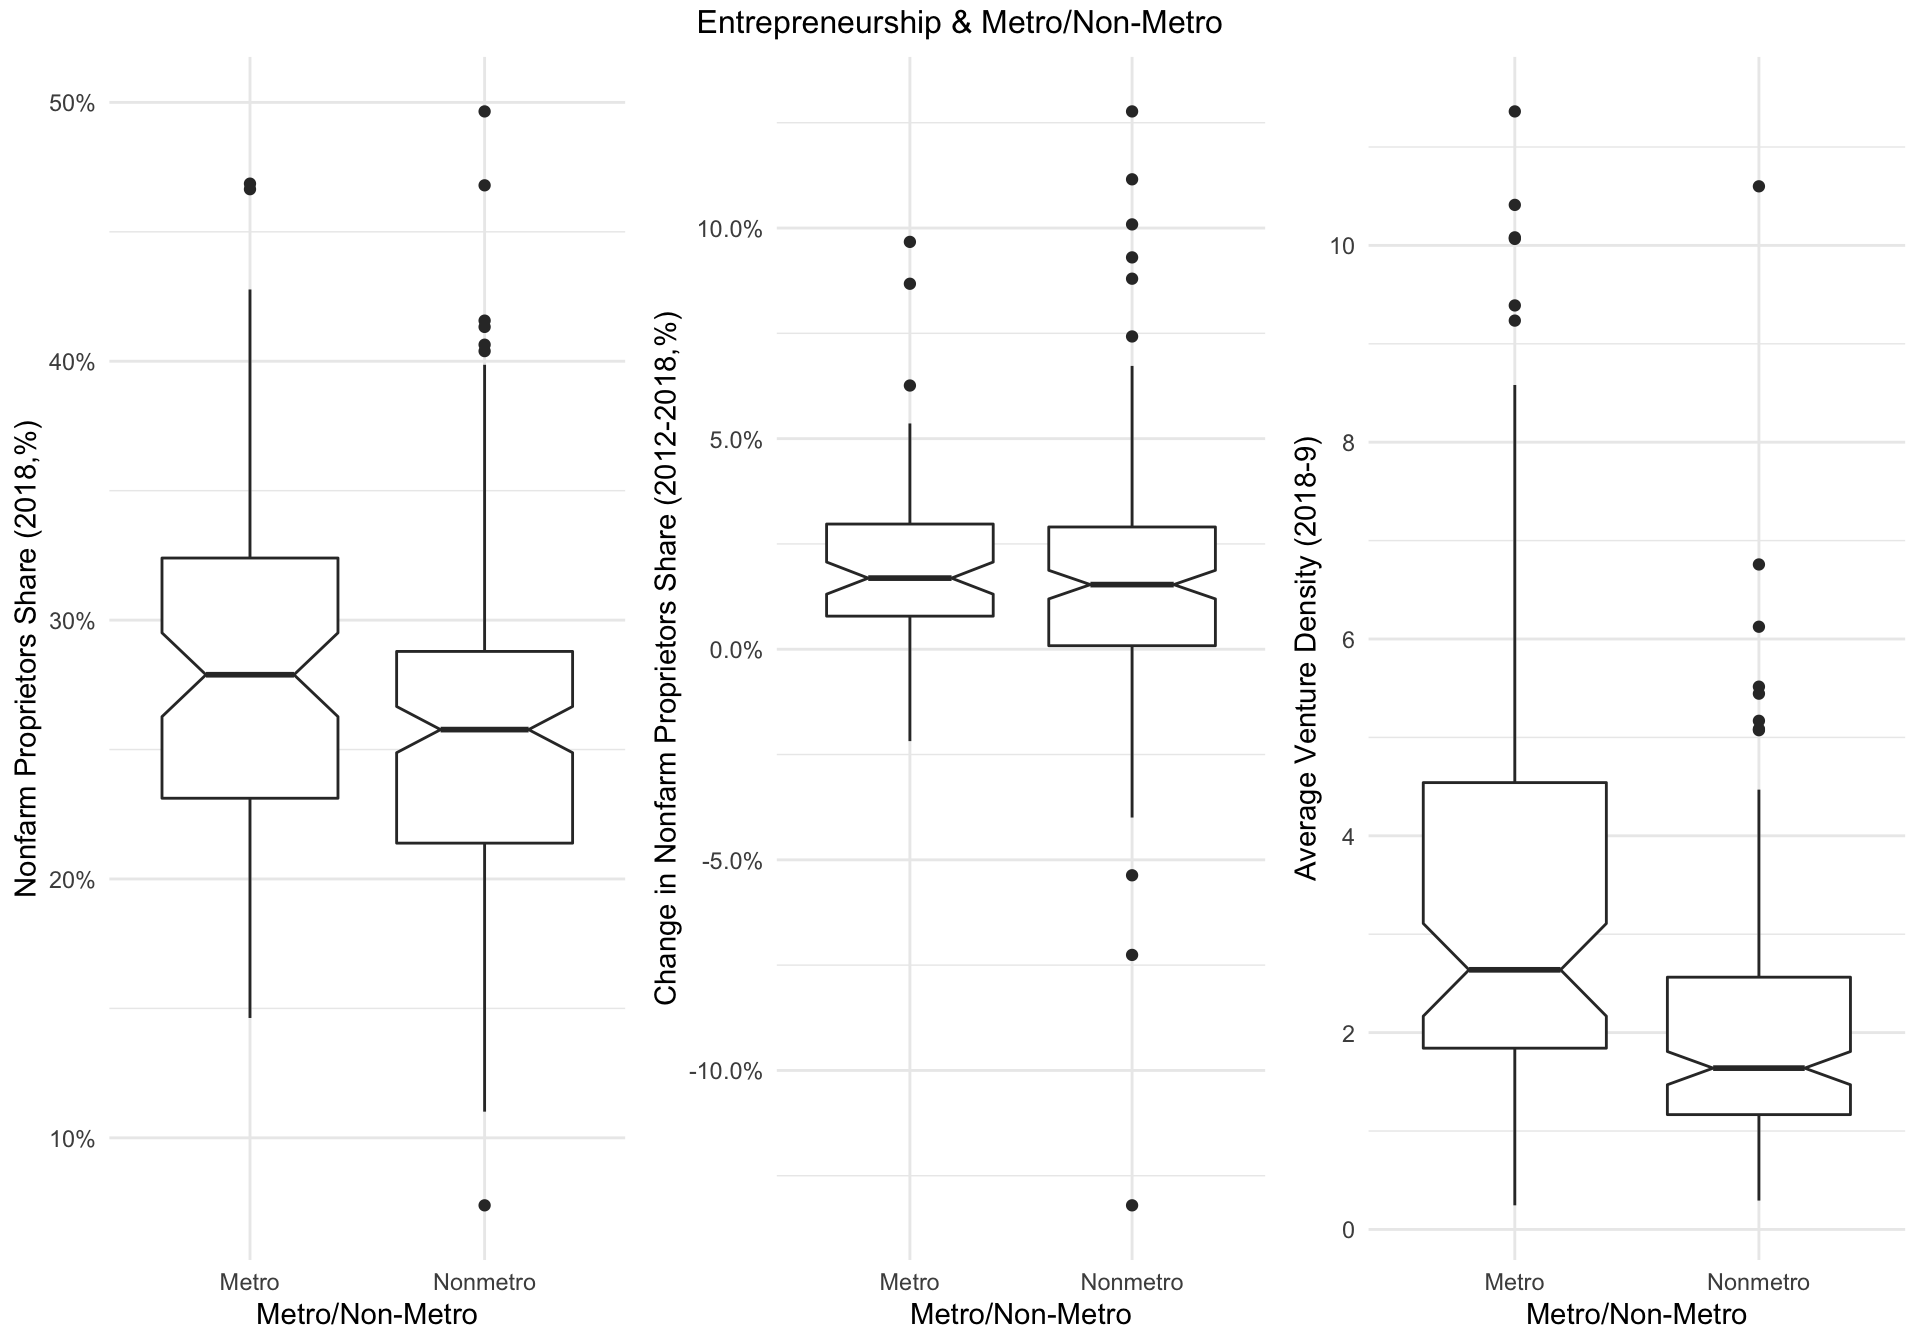 Entrepreneurship & Metro/Non-Metro
Nonfarm Proprietors Share (2018,%)
50%
40%
30%
20%
10%
Metro
Nonmetro
Metro/Non-Metro
Change in Nonfarm Proprietors Share (2012-2018,%)
10.0%
5.0%
0.0%
-5.0%
-10.0%
Metro
Nonmetro
Metro/Non-Metro
Average Venture Density (2018-9)
10
8
6
4
2
0
Metro
Nonmetro
Metro/Non-Metro